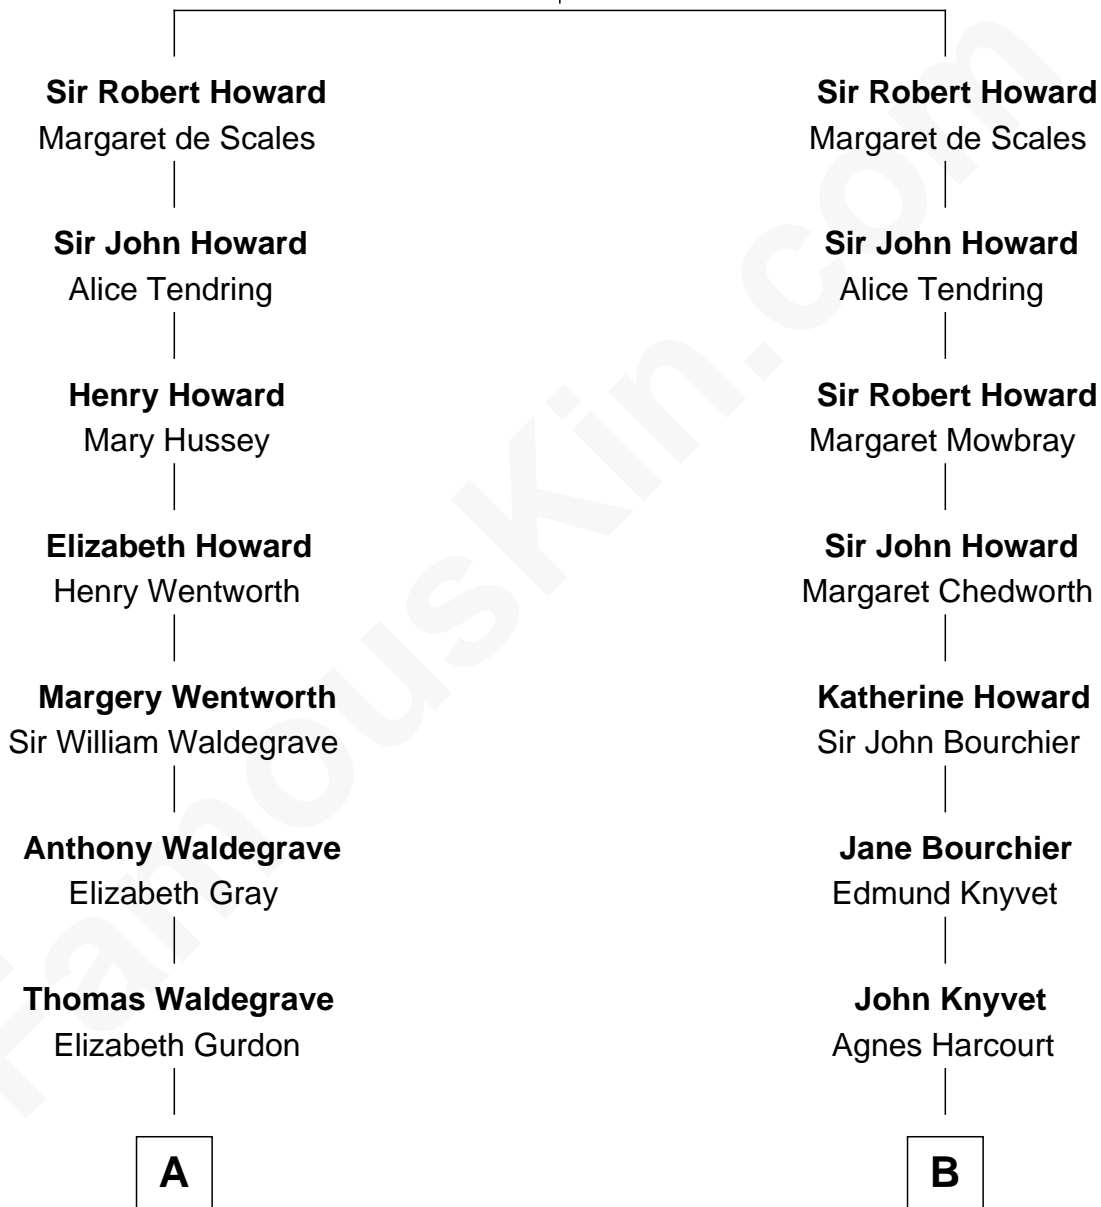 Sir Robert Howard
Margaret de Scales
Sir John Howard
Alice Tendring
Henry Howard
Mary Hussey
Elizabeth Howard
Henry Wentworth
Margery Wentworth
Sir William Waldegrave
Anthony Waldegrave
Elizabeth Gray
Thomas Waldegrave
Elizabeth Gurdon
A
Sir Robert Howard
Margaret de Scales
Sir John Howard
Alice Tendring
Sir Robert Howard
Margaret Mowbray
Sir John Howard
Margaret Chedworth
Katherine Howard
Sir John Bourchier
Jane Bourchier
Edmund Knyvet
John Knyvet
Agnes Harcourt
B
FamousKin.com